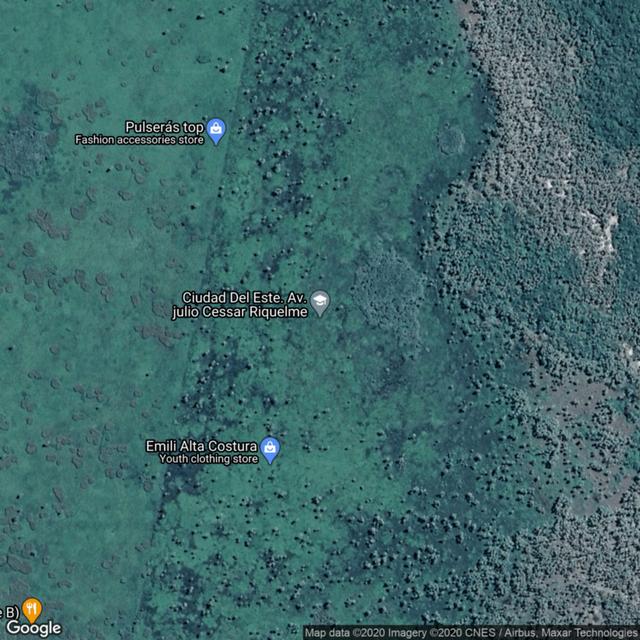 Pulserás top
Fashion accessories store
Ciudad Del Este. Av.
julio Cessar Riquelme
Emili Alta Costura
Youth clothing store
B)
Google
Map data ©2020 Imagery ©2020 CNES / Airbus, Maxar Technologies